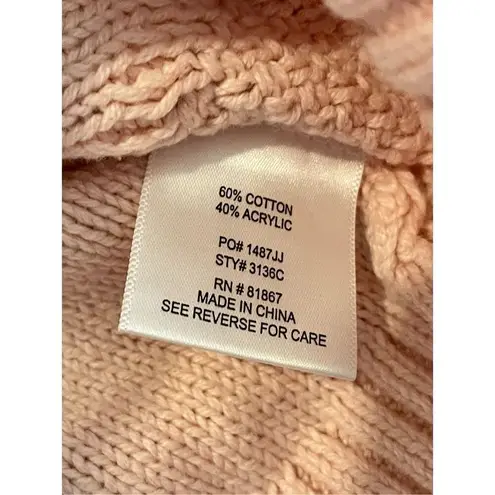 60% COTTON
40% ACRYLIC
PO# 1487JJ
STY# 3136C
RN # 81867
MADE IN CHINA
SEE REVERSE FOR CARE